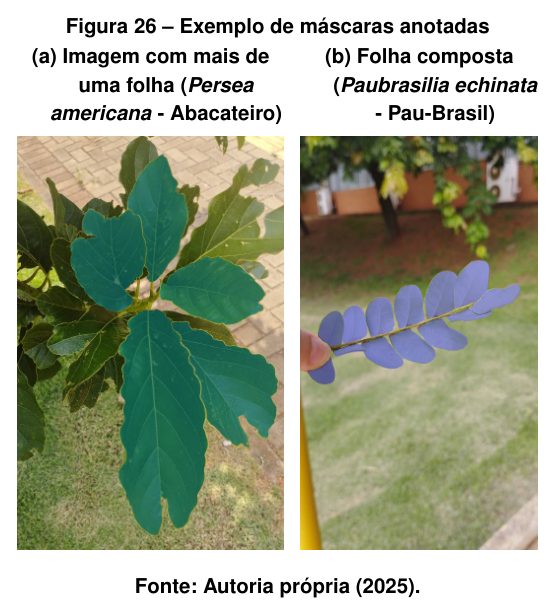 Figura 26 – Exemplo de máscaras anotadas
(a) Imagem com mais de
uma folha (Persea
americana - Abacateiro)
(b) Folha composta
(Paubrasilia echinata
- Pau-Brasil)
Fonte: Autoria própria (2025).